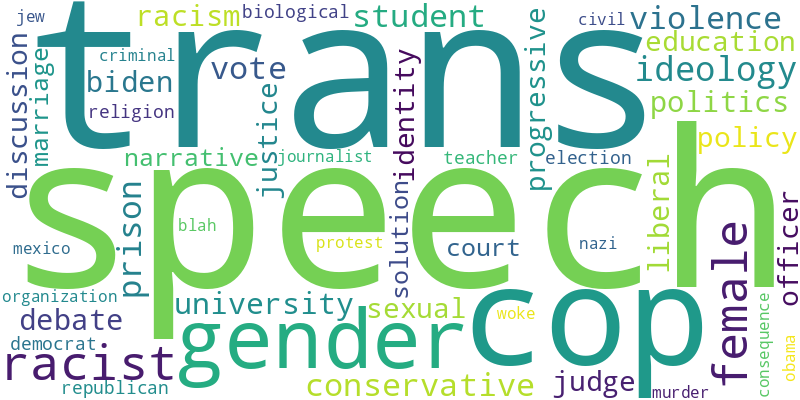 trans
speech
cop
gender
racist
female
jew
racism
biological
student
civil
violence
education
ideology
politics
policy
criminal
biden
vote
religion
discussion
marriage
justice
identity
progressive
narrative
journalist
teacher
election
liberal
officer
prison
blah
protest
solution
court
nazi
mexico
organization
debate
democrat
university
sexual
woke
republican
conservative
judge
murder
consequence
obama